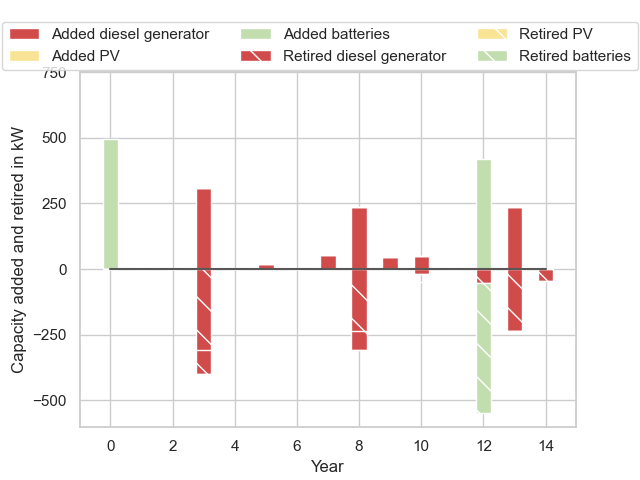 Added diesel generator
Added PV
Added batteries
Retired diesel generator
Retired PV
Retired batteries
Capacity added and retired in kW
750
500
250
0
−250
−500
0 2 4 6 8 10 12 14
Year